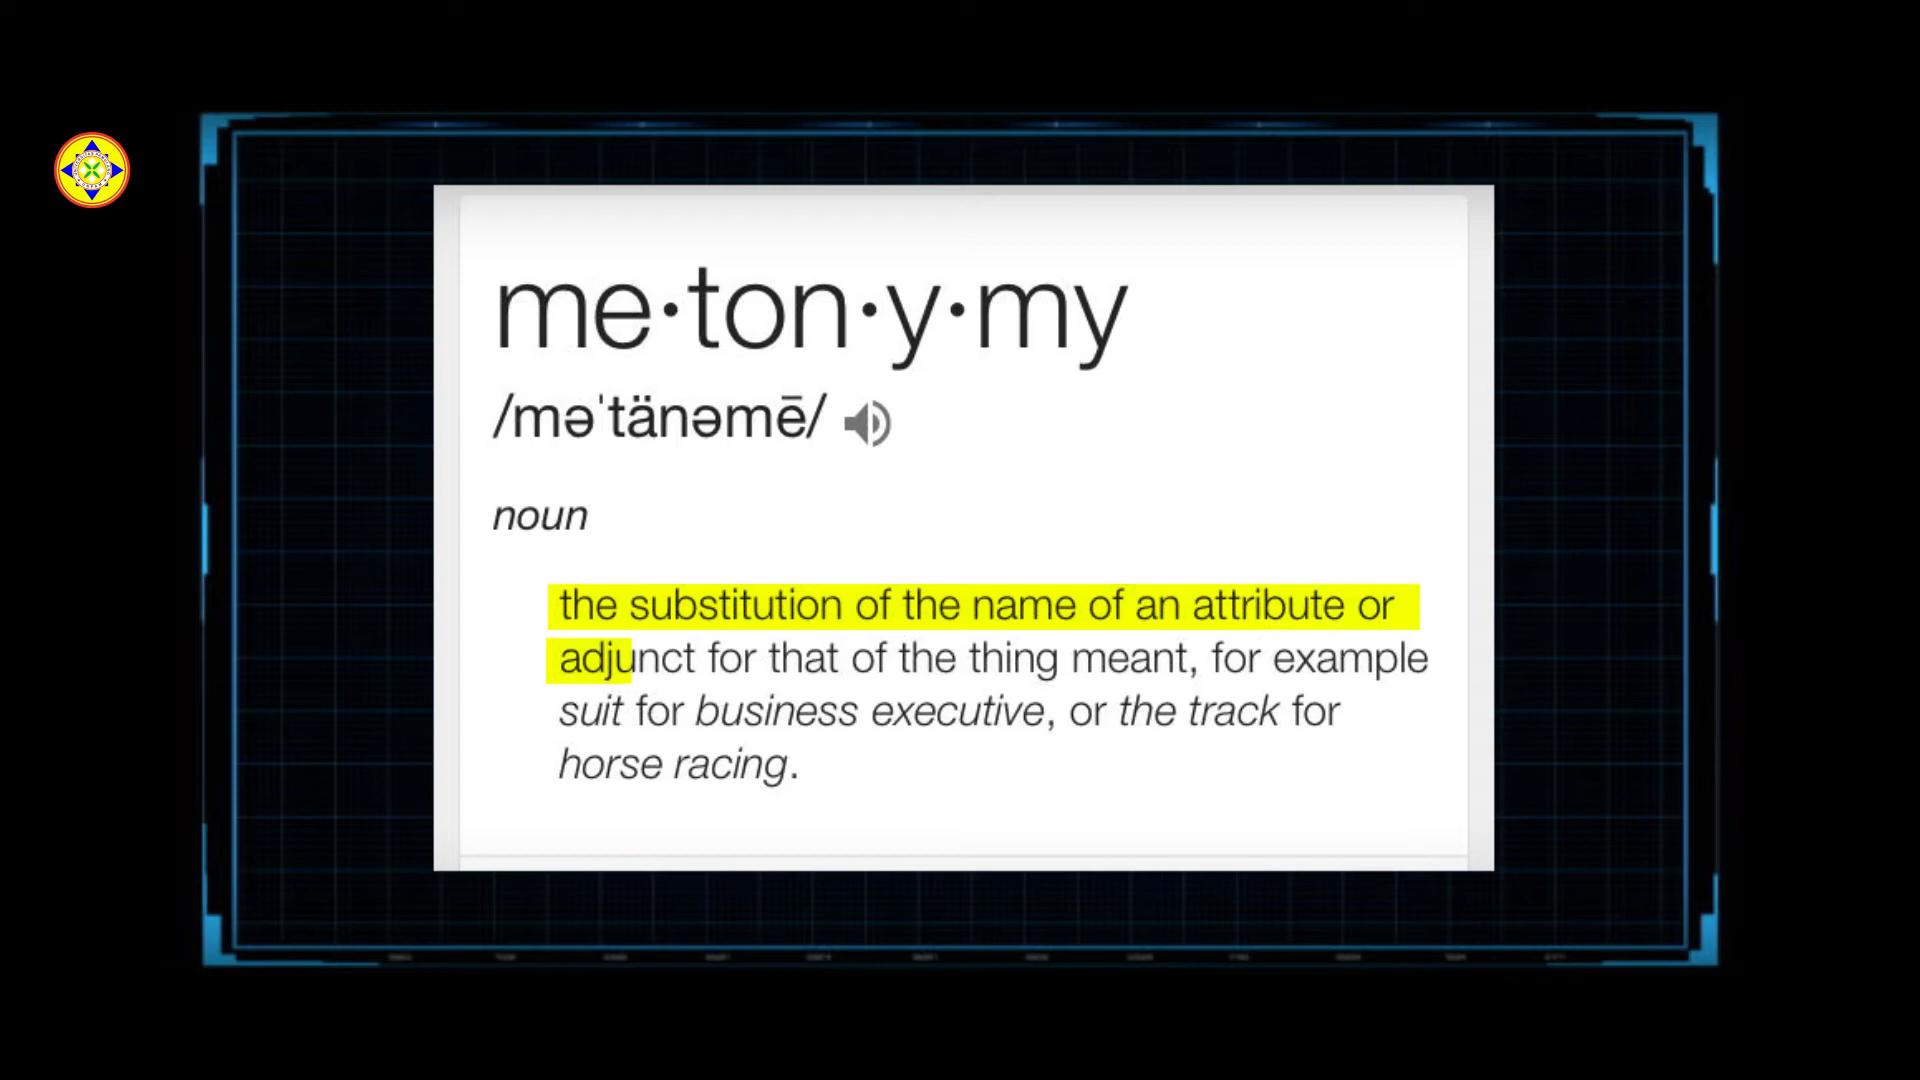 me·ton·y·my
/məˈtänəmē/
noun
the substitution of the name of an attribute or
adjunct for that of the thing meant, for example
suit for business executive, or the track for
horse racing.